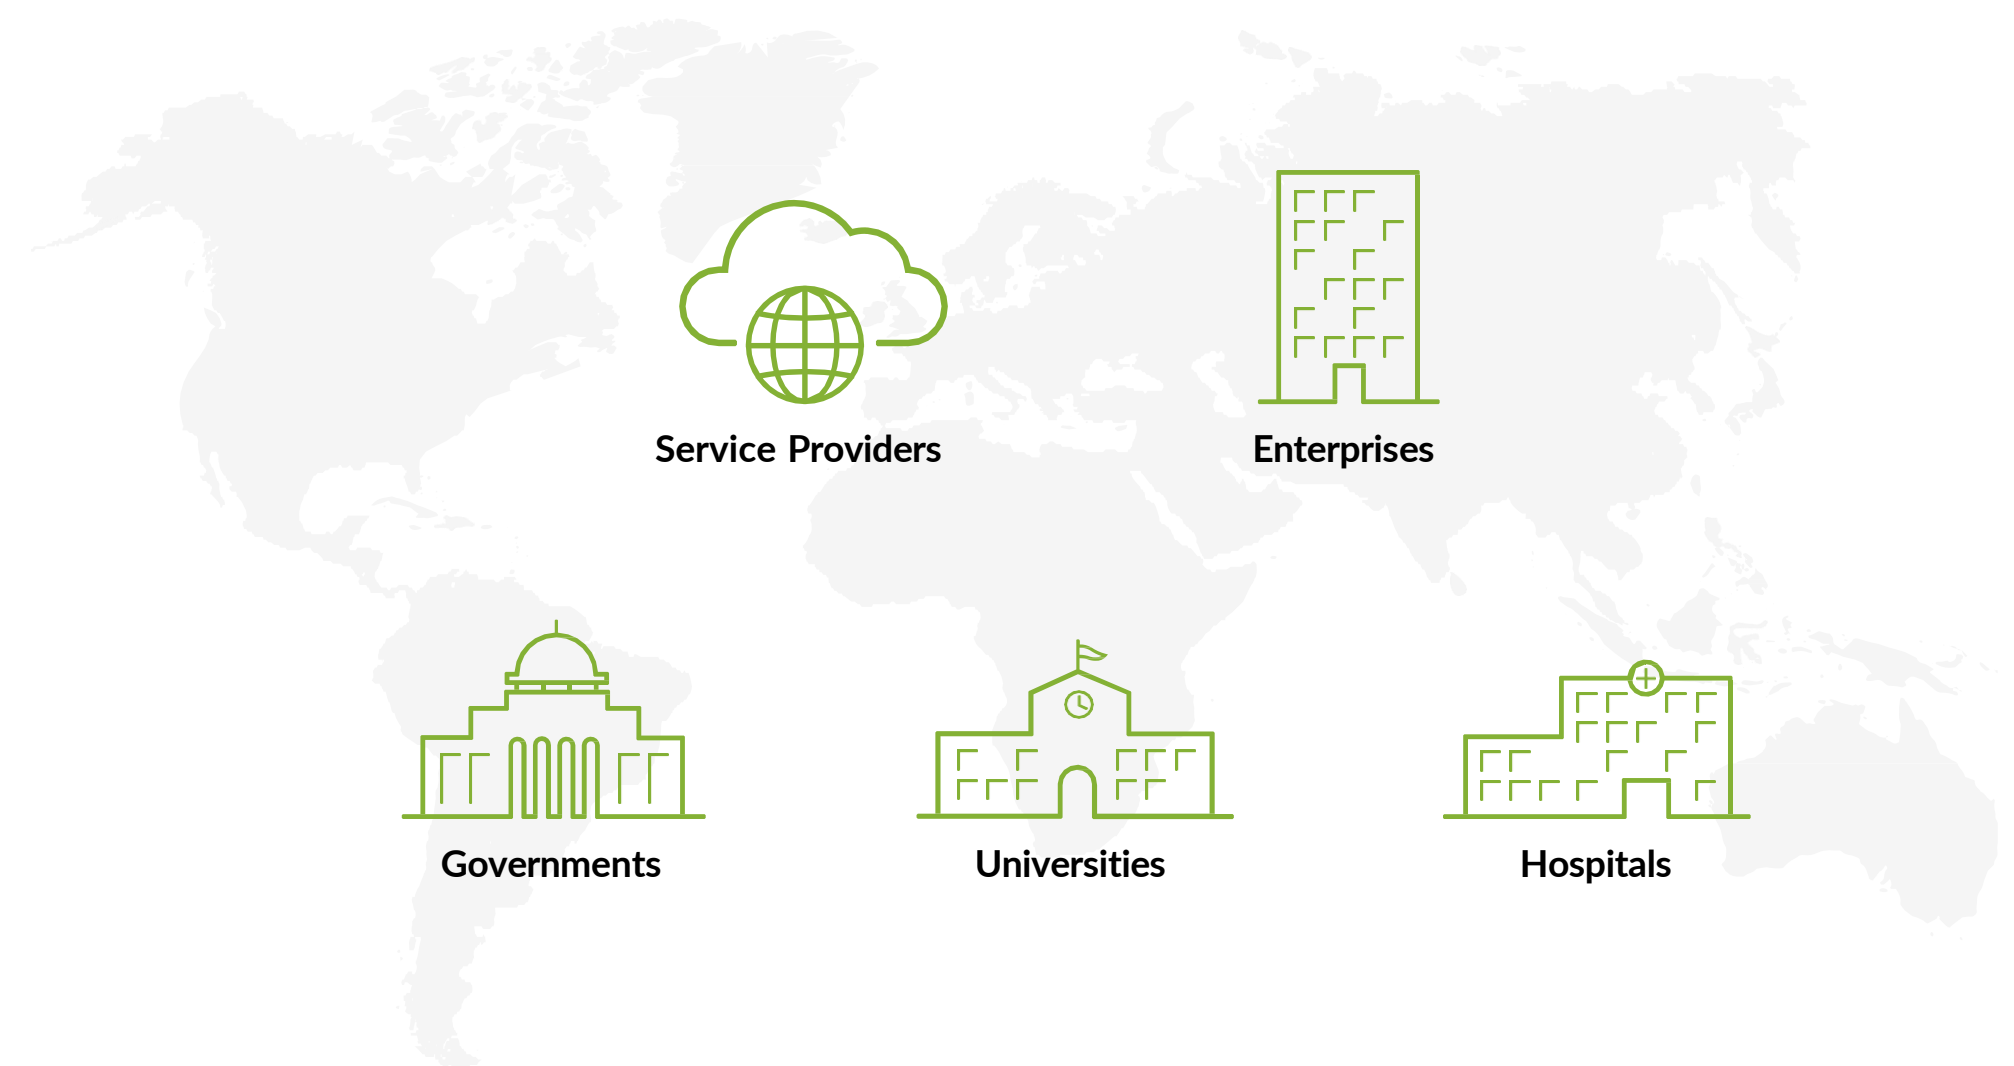 Service Providers
Enterprises
Governments
Universities
Hospitals